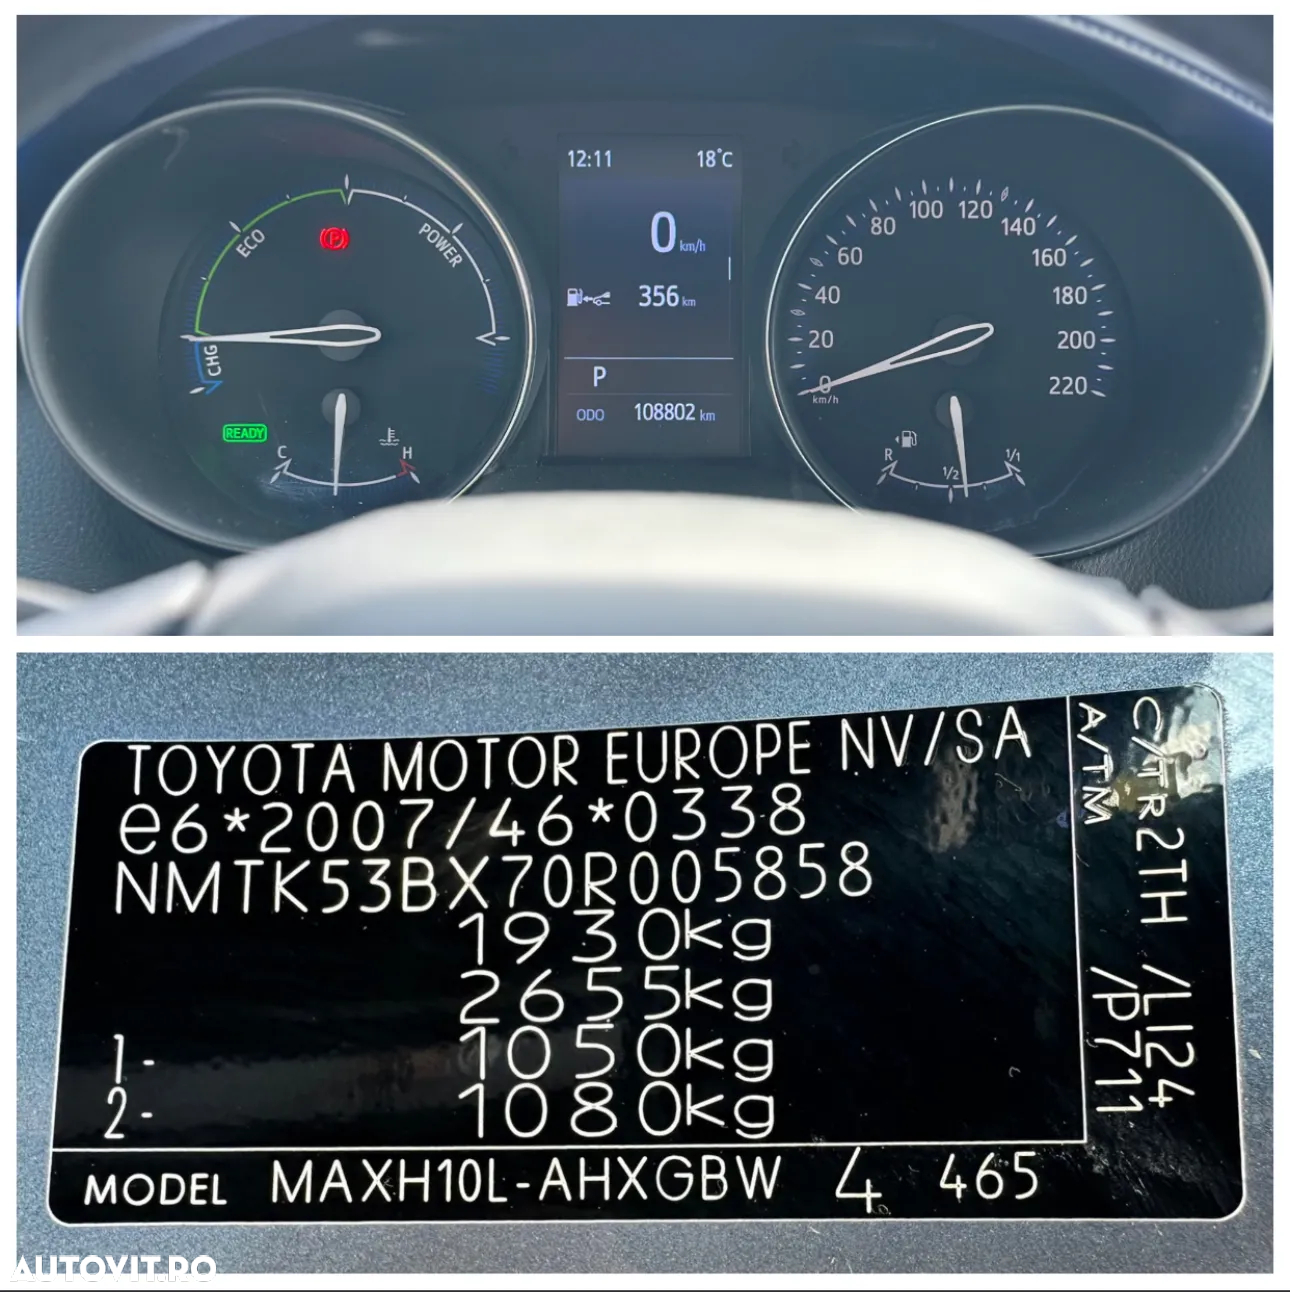 12:11 18°C
ECO
POWER
CHG
READY
C H
0 km/h
356 km
P
ODO 108802 km
0 20 40 60 80 100 120 140 160 180 200 220
km/h
R 1/2 1/1
TOYOTA MOTOR EUROPE NV/SA
e6*2007/46*0338
NMTK53BX70R005858
1930kg
2655kg
1- 1050kg
2- 1080kg
MODEL MAXH10L-AHXGBW 4 465
C/TR2TH /LI24
A/TM /P711
AUTOVIT.RO